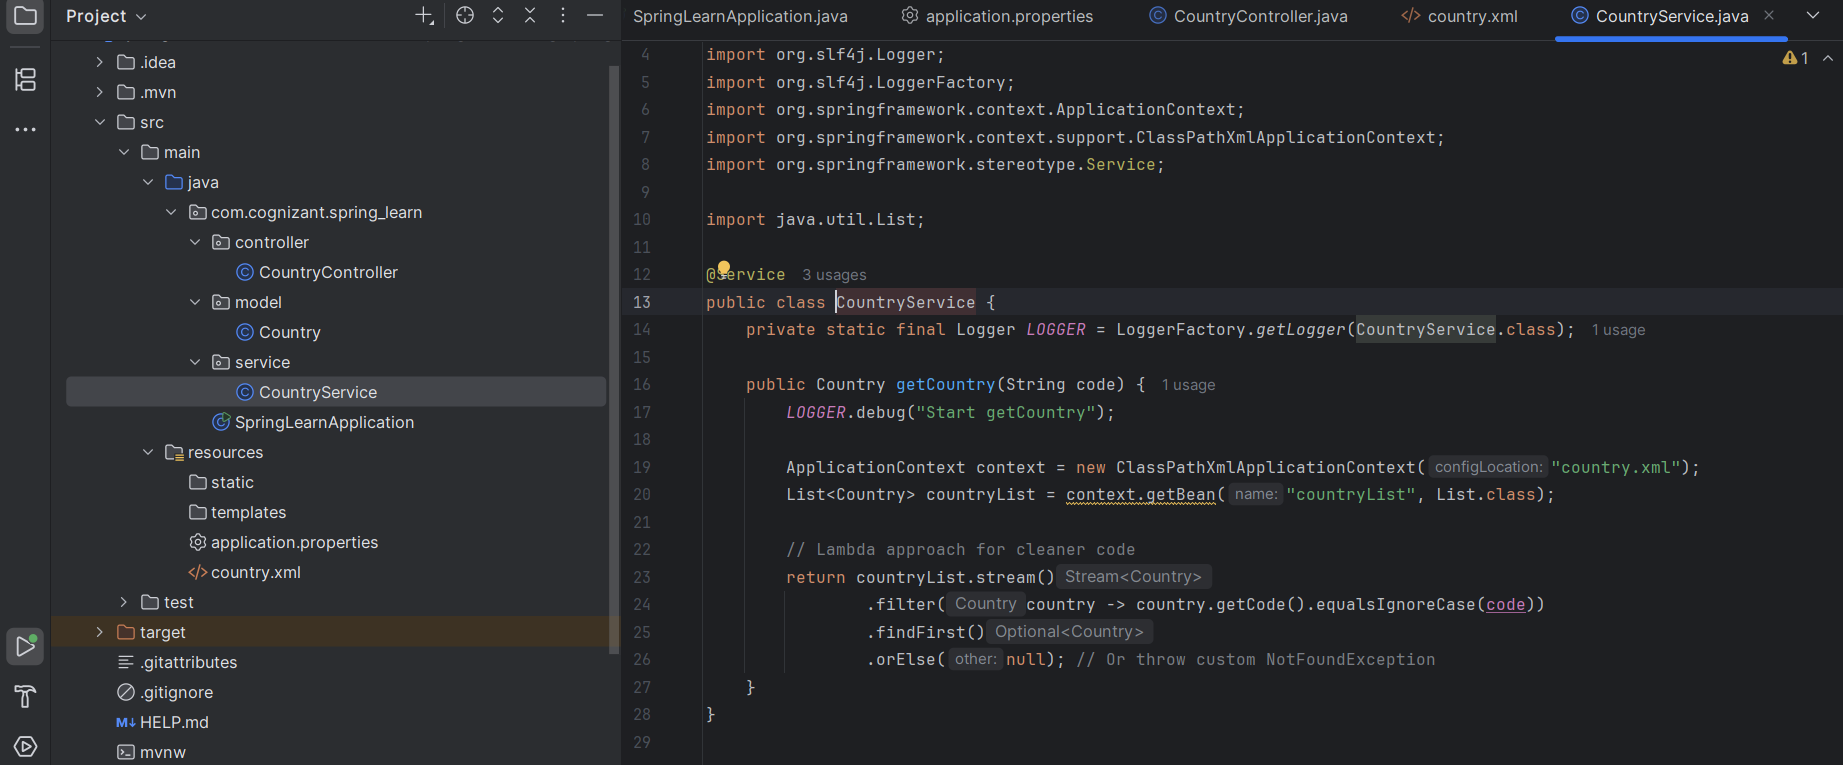 Project
.idea
.mvn
src
main
java
com.cognizant.spring_learn
controller
CountryController
model
Country
service
CountryService
SpringLearnApplication
resources
static
templates
application.properties
country.xml
test
target
.gitattributes
.gitignore
M↓ HELP.md
mvnw
SpringLearnApplication.java application.properties CountryController.java country.xml CountryService.java
1
4 import org.slf4j.Logger;
5 import org.slf4j.LoggerFactory;
6 import org.springframework.context.ApplicationContext;
7 import org.springframework.context.support.ClassPathXmlApplicationContext;
8 import org.springframework.stereotype.Service;
9
10 import java.util.List;
11
12 @Service 3 usages
13 public class CountryService {
14 private static final Logger LOGGER = LoggerFactory.getLogger(CountryService.class); 1 usage
15
16 public Country getCountry(String code) { 1 usage
17 LOGGER.debug("Start getCountry");
18
19 ApplicationContext context = new ClassPathXmlApplicationContext( configLocation: "country.xml");
20 List<Country> countryList = context.getBean( name: "countryList", List.class);
21
22 // Lambda approach for cleaner code
23 return countryList.stream() Stream<Country>
24 .filter( Country country -> country.getCode().equalsIgnoreCase(code))
25 .findFirst() Optional<Country>
26 .orElse( other: null); // Or throw custom NotFoundException
27 }
28 }
29